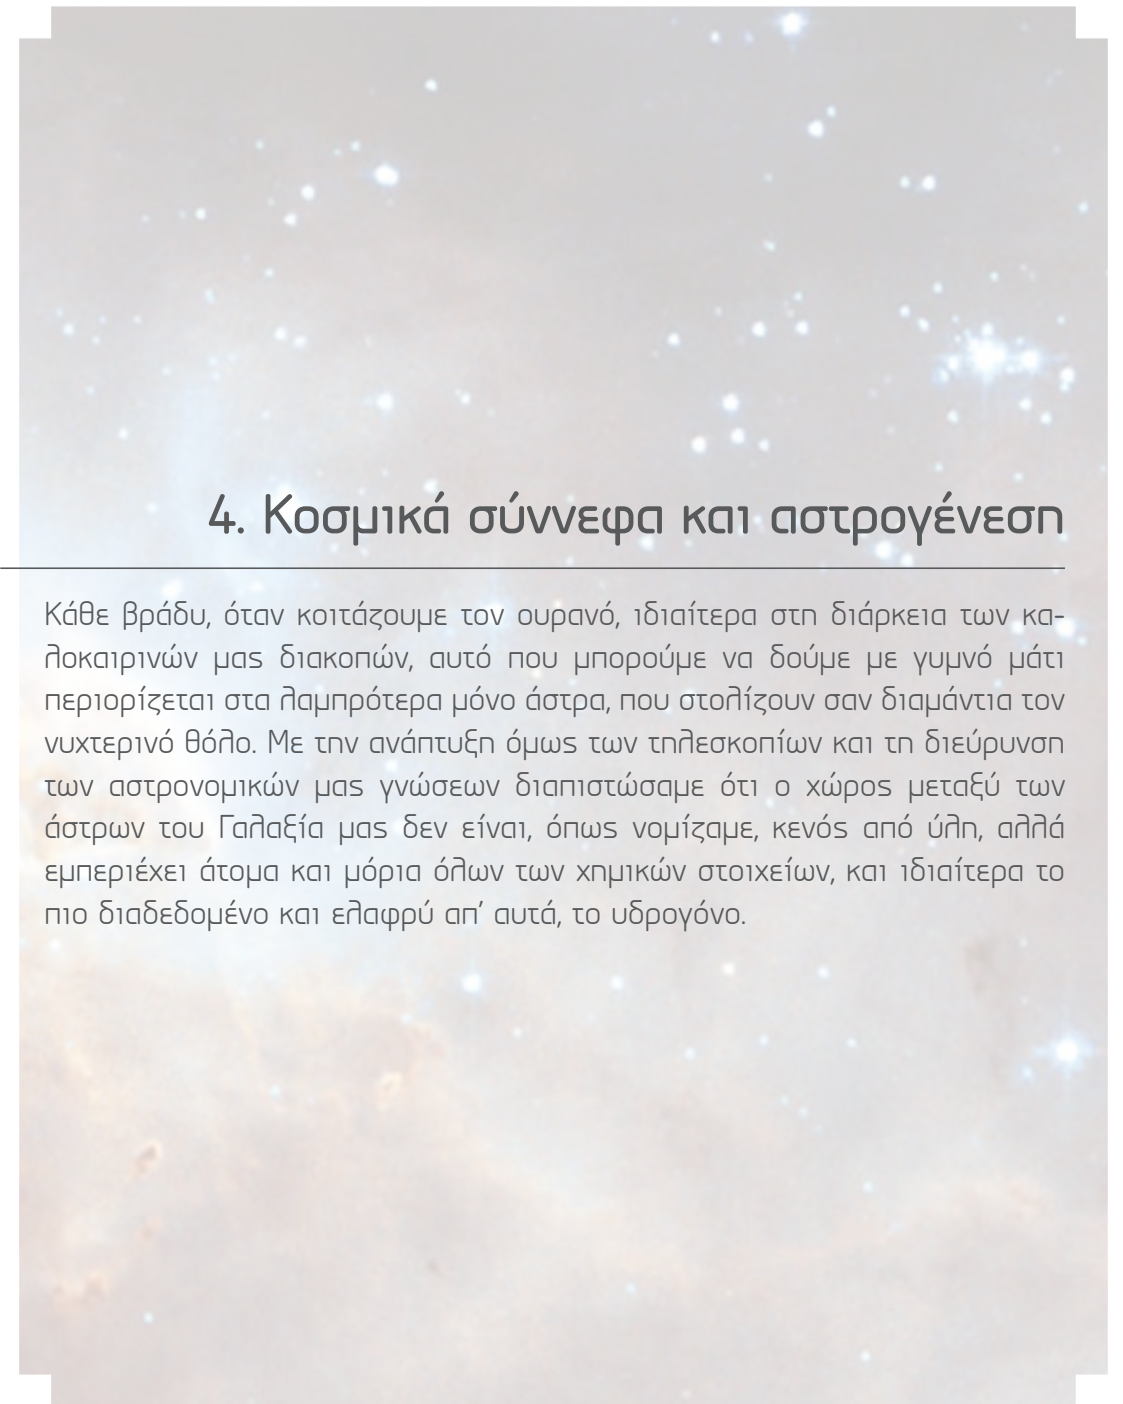 4. Κοσμικά σύννεφα και αστρογένεση
Κάθε βράδυ, όταν κοιτάζουμε τον ουρανό, ιδιαίτερα στη διάρκεια των κα-
λοκαιρινών μας διακοπών, αυτό που μπορούμε να δούμε με γυμνό μάτι
περιορίζεται στα λαμπρότερα μόνο άστρα, που στολίζουν σαν διαμάντια τον
νυχτερινό θόλο. Με την ανάπτυξη όμως των τηλεσκοπίων και τη διεύρυνση
των αστρονομικών μας γνώσεων διαπιστώσαμε ότι ο χώρος μεταξύ των
άστρων του Γαλαξία μας δεν είναι, όπως νομίζαμε, κενός από ύλη, αλλά
εμπεριέχει άτομα και μόρια όλων των χημικών στοιχείων, και ιδιαίτερα το
πιο διαδεδομένο και ελαφρύ απ’ αυτά, το υδρογόνο.